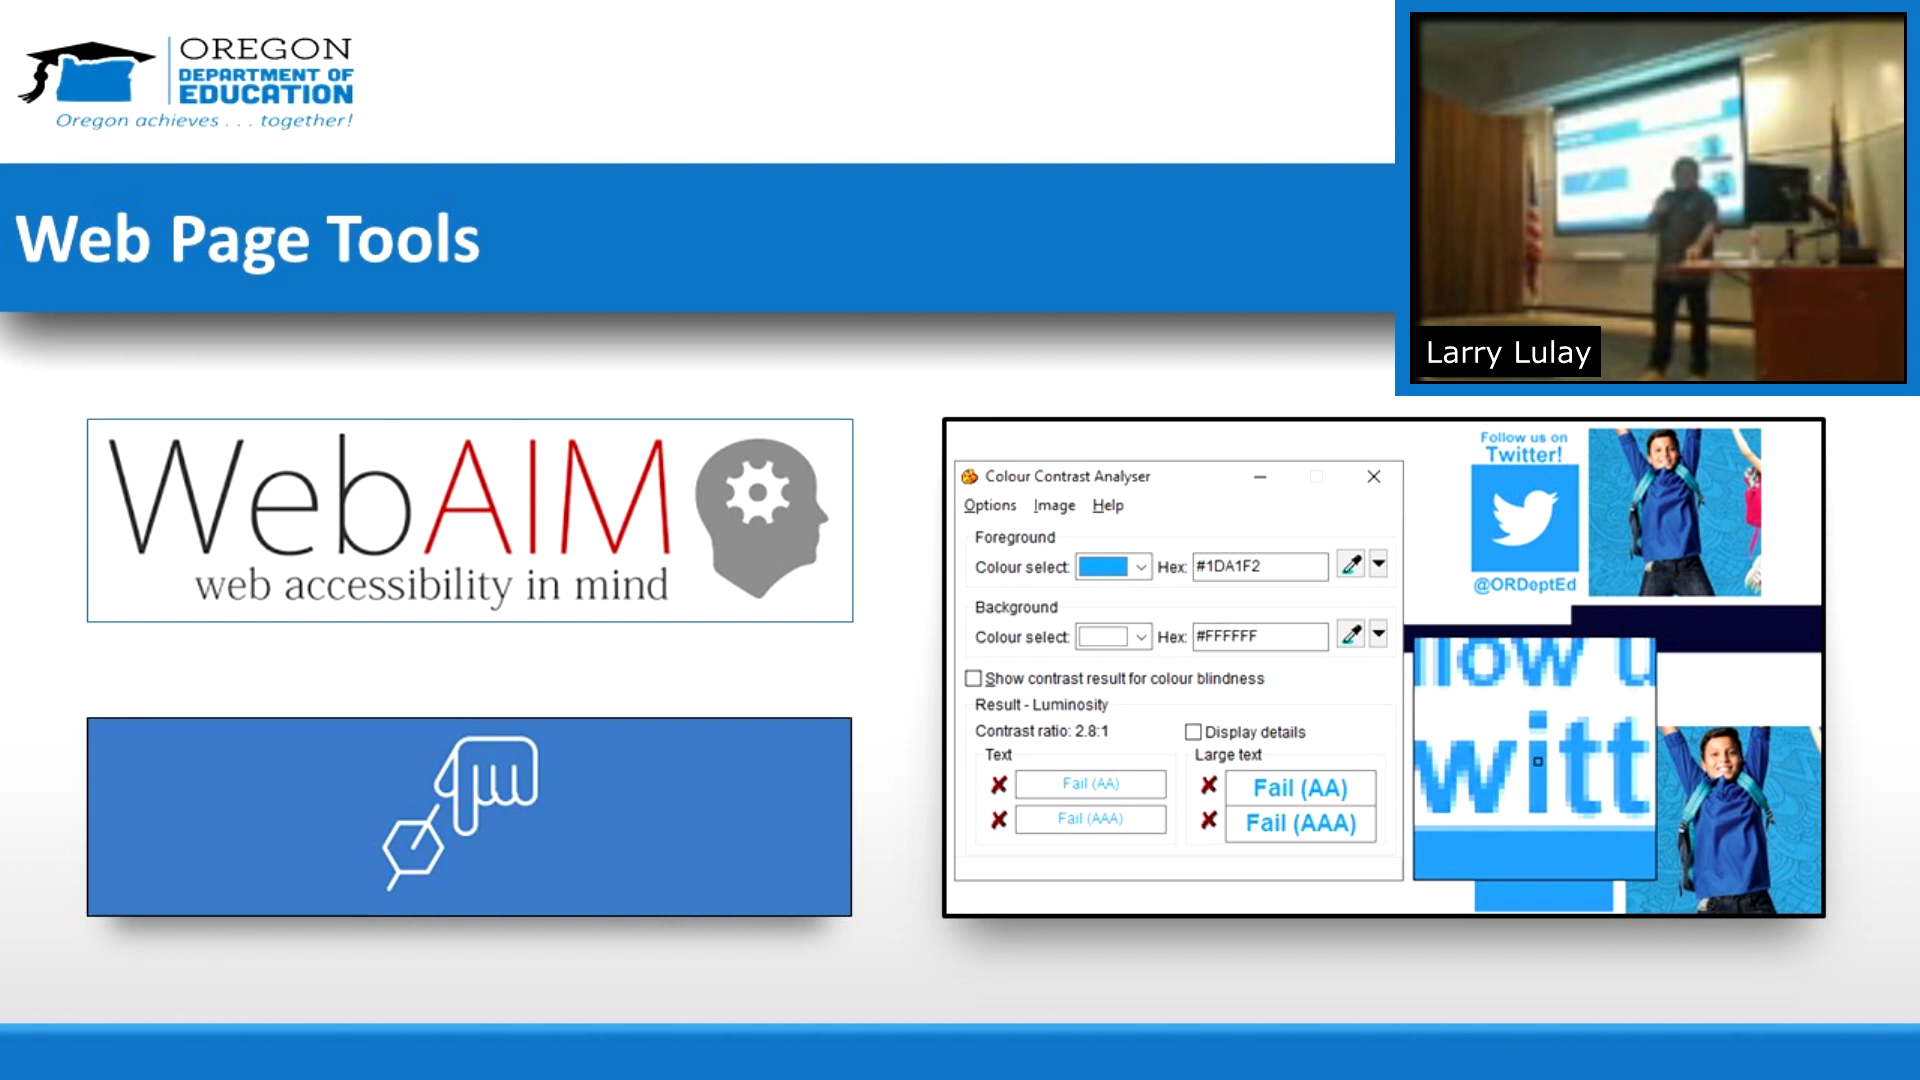 OREGON
DEPARTMENT OF
EDUCATION
Oregon achieves . . . together!
Web Page Tools
Larry Lulay
WebAIM
web accessibility in mind
Colour Contrast Analyser
Options Image Help
Foreground
Colour select: Hex: #1DA1F2
Background
Colour select: Hex: #FFFFFF
Show contrast result for colour blindness
Result - Luminosity
Contrast ratio: 2.8:1
Display details
Text
Fail (AA)
Fail (AAA)
Large text
Fail (AA)
Fail (AAA)
Follow us on
Twitter!
@ORDeptEd
llow u
witt